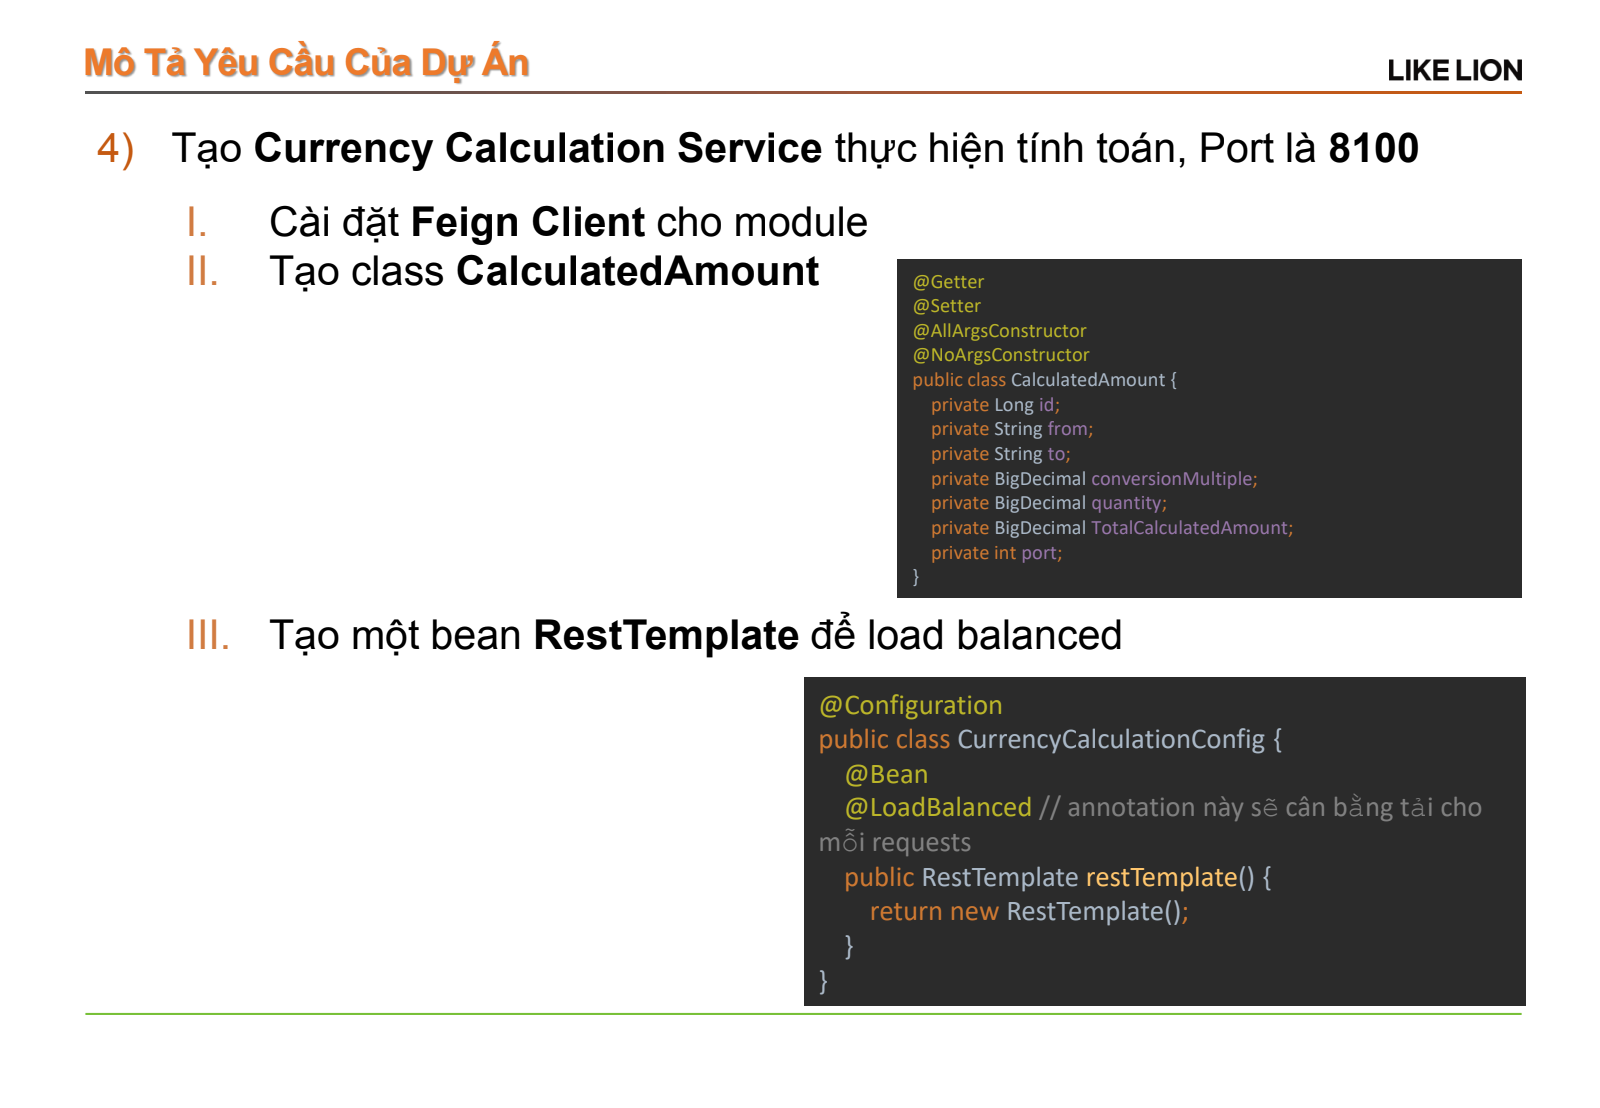 Mô Tả Yêu Cầu Của Dự Án
LIKE LION
4) Tạo Currency Calculation Service thực hiện tính toán, Port là 8100
I. Cài đặt Feign Client cho module
II. Tạo class CalculatedAmount
@Getter
@Setter
@AllArgsConstructor
@NoArgsConstructor
public class CalculatedAmount {
private Long id;
private String from;
private String to;
private BigDecimal conversionMultiple;
private BigDecimal quantity;
private BigDecimal TotalCalculatedAmount;
private int port;
}
III. Tạo một bean RestTemplate để load balanced
@Configuration
public class CurrencyCalculationConfig {
@Bean
@LoadBalanced // annotation này sẽ cân bằng tải cho
mỗi requests
public RestTemplate restTemplate() {
return new RestTemplate();
}
}